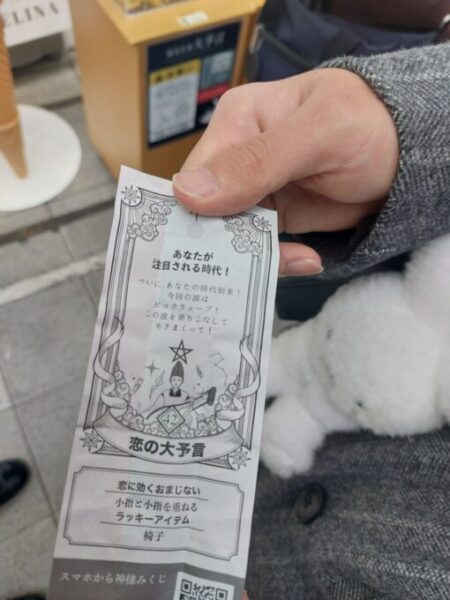 ELINA
あなたが
注目される時代！
ついに、あなたの時代到来！
今回の波は
ビックウェーブ！
この波を乗りこなして
モテまくって！
42
恋の大予言
恋に効くおまじない
小指と小指を重ねる
ラッキーアイテム
椅子
スマホから神様みくじ